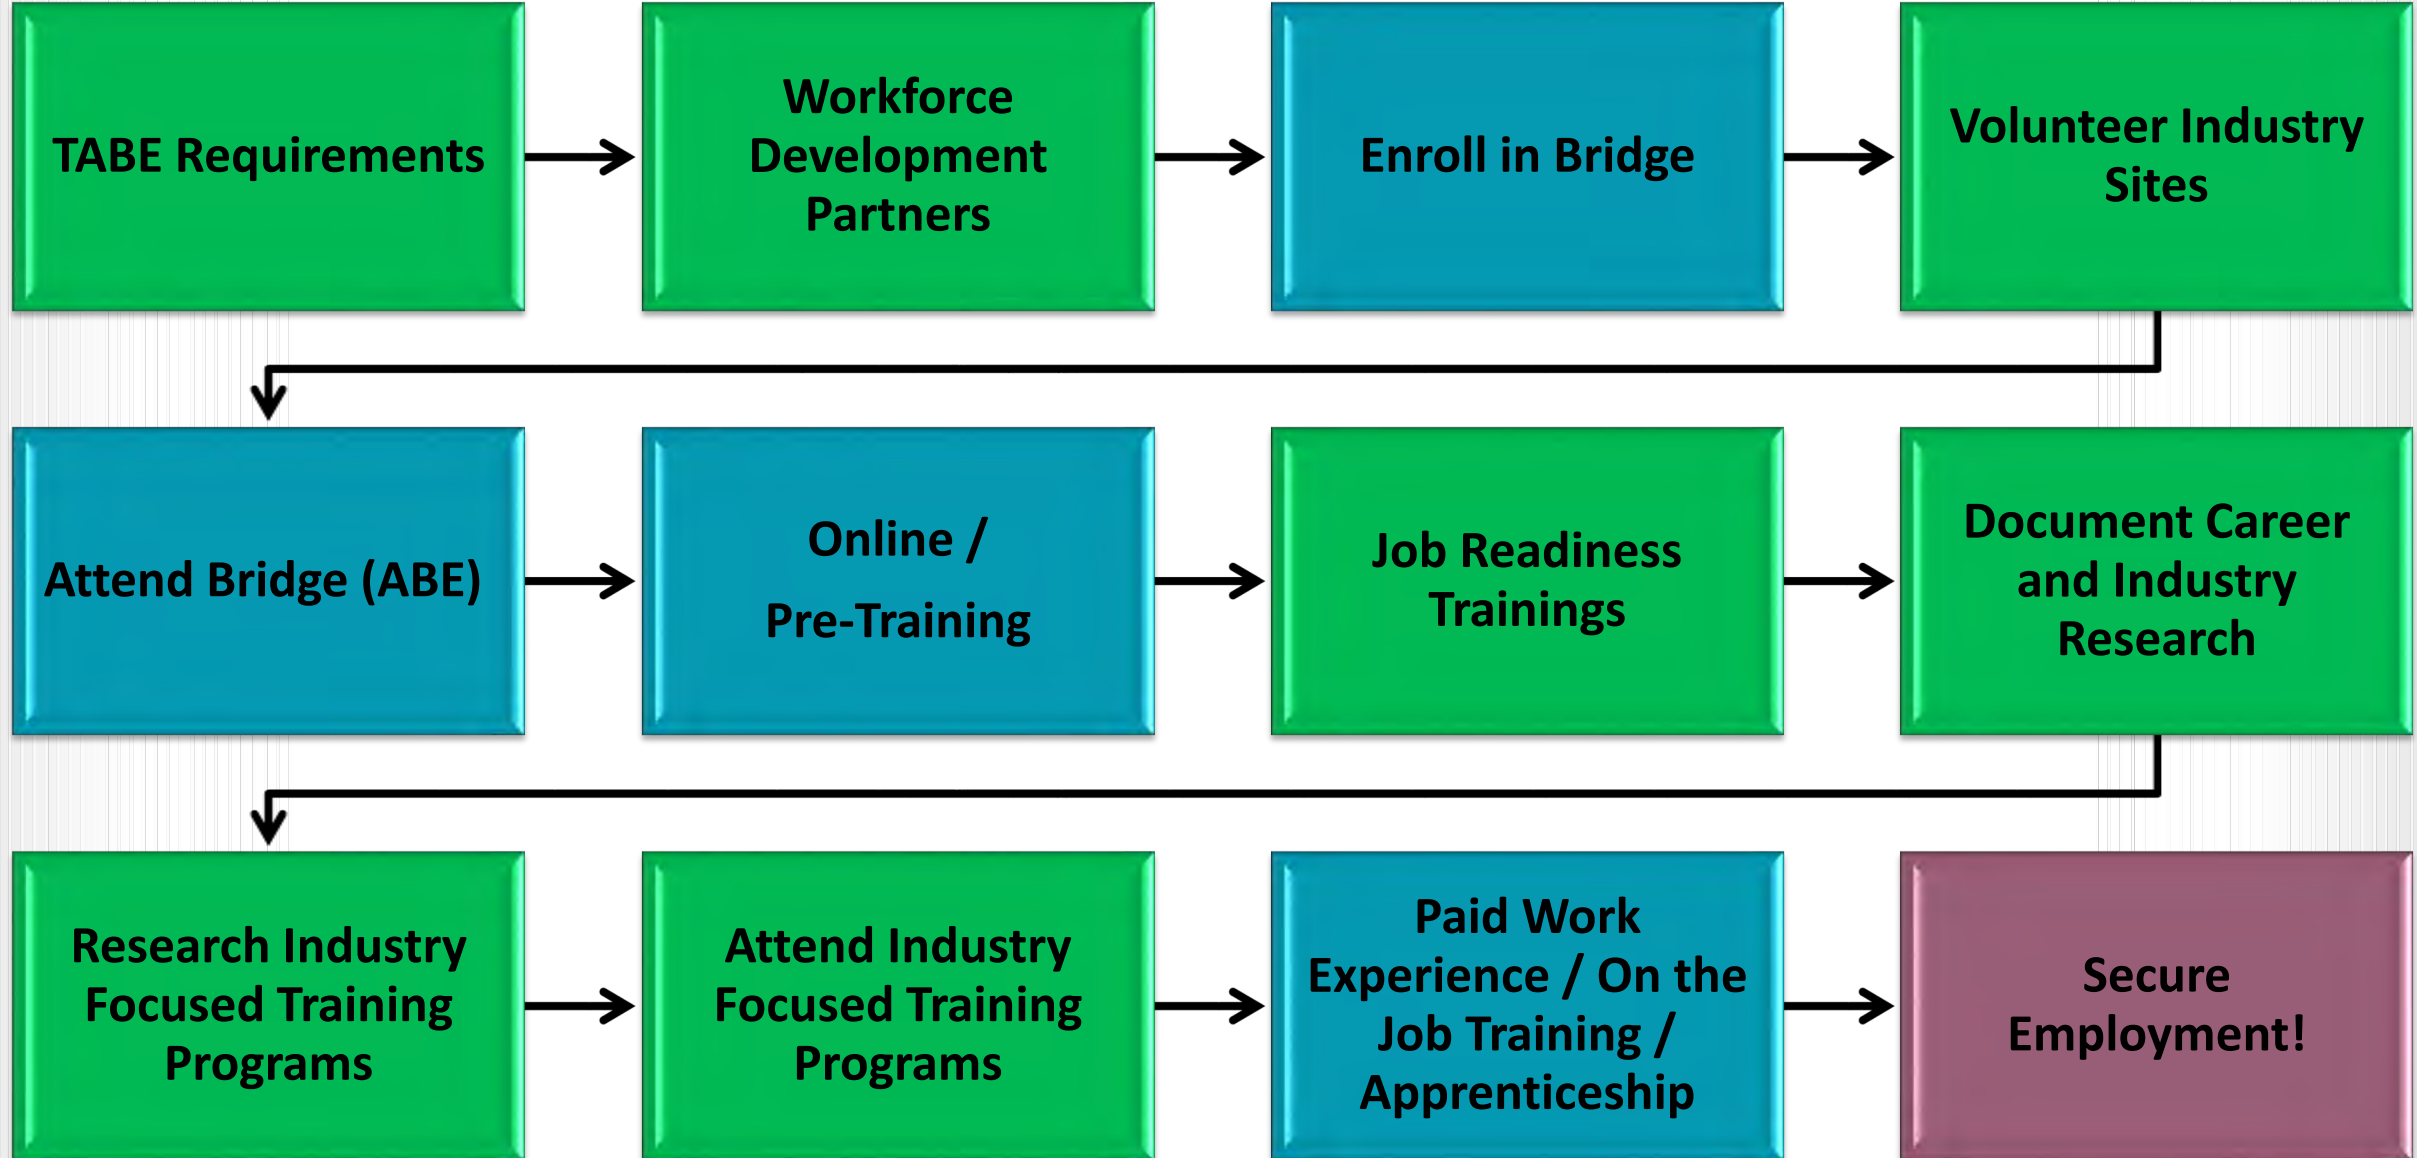 TABE Requirements
Workforce
Development
Partners
Enroll in Bridge
Volunteer Industry
Sites
Attend Bridge (ABE)
Online /
Pre-Training
Job Readiness
Trainings
Document Career
and Industry
Research
Research Industry
Focused Training
Programs
Attend Industry
Focused Training
Programs
Paid Work
Experience / On the
Job Training /
Apprenticeship
Secure
Employment!